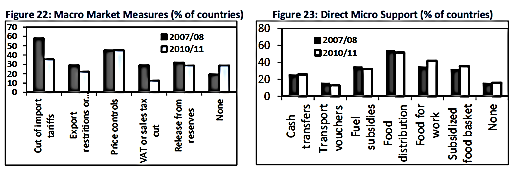 Figure 22: Macro Market Measures (% of countries)
70
60
50
40
30
20
10
0
2007/08
2010/11
Cut of import
tariffs
Export
restritions or...
Price controls
VAT or sales tax
cut
Release from
reserves
None
Figure 23: Direct Micro Support (% of countries)
80
60
40
20
0
2007/08
2010/11
Cash
transfers
Transport
vouchers
Fuel
subsidies
Food
distribution
Food for
work
Subsidized
food basket
None